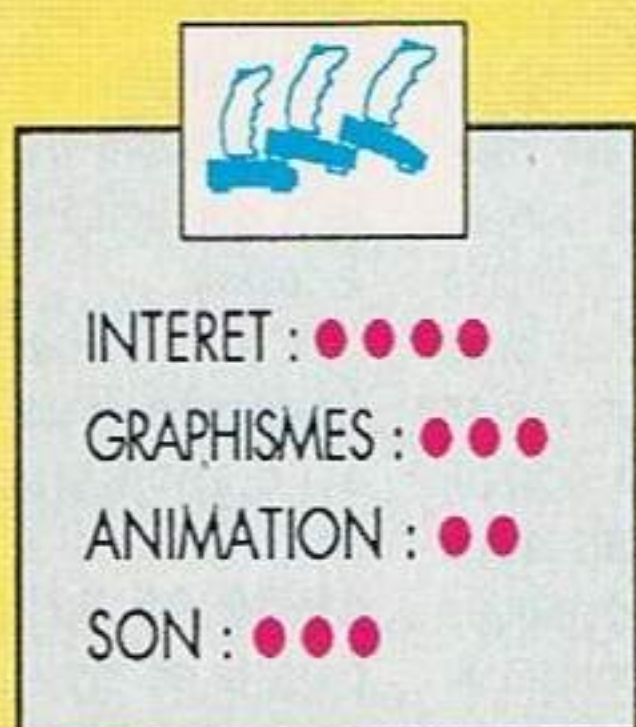 INTERET : ●●●●
GRAPHISMES : ●●●
ANIMATION : ●●
SON : ●●●